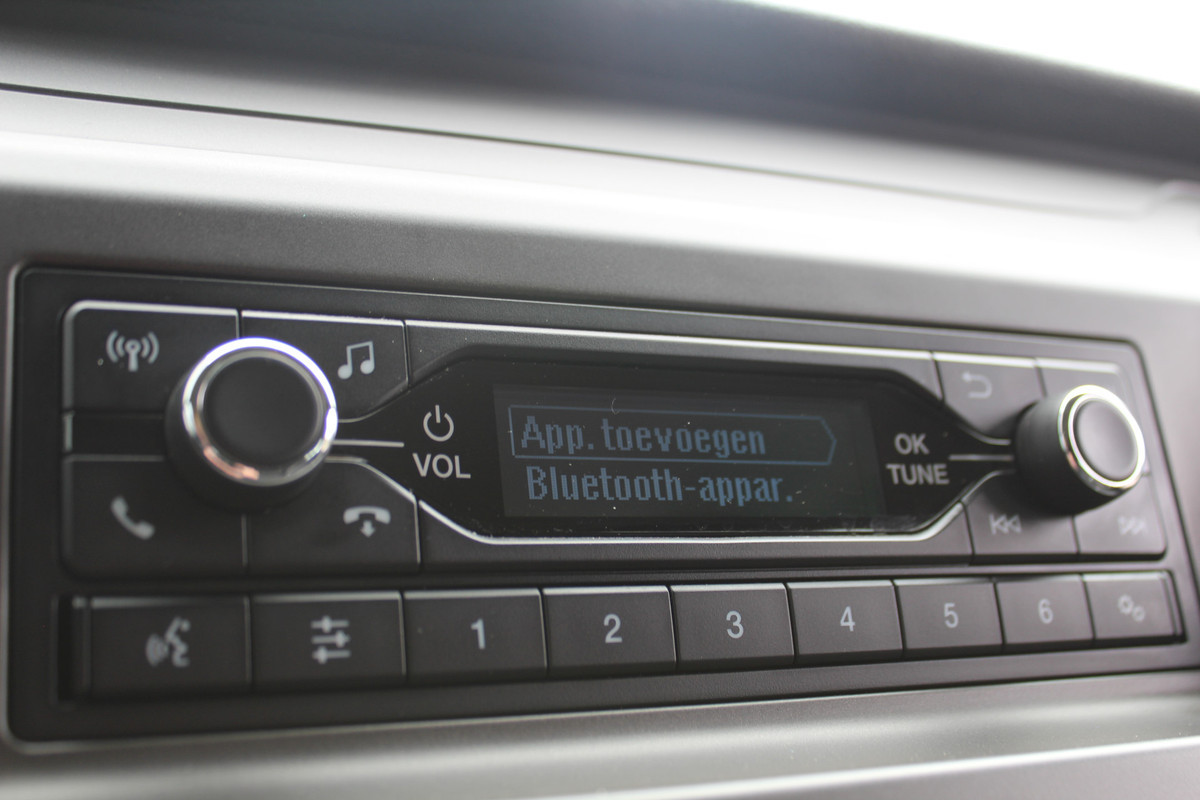 VOL
App. toevoegen
Bluetooth-appar.
OK
TUNE
1 2 3 4 5 6